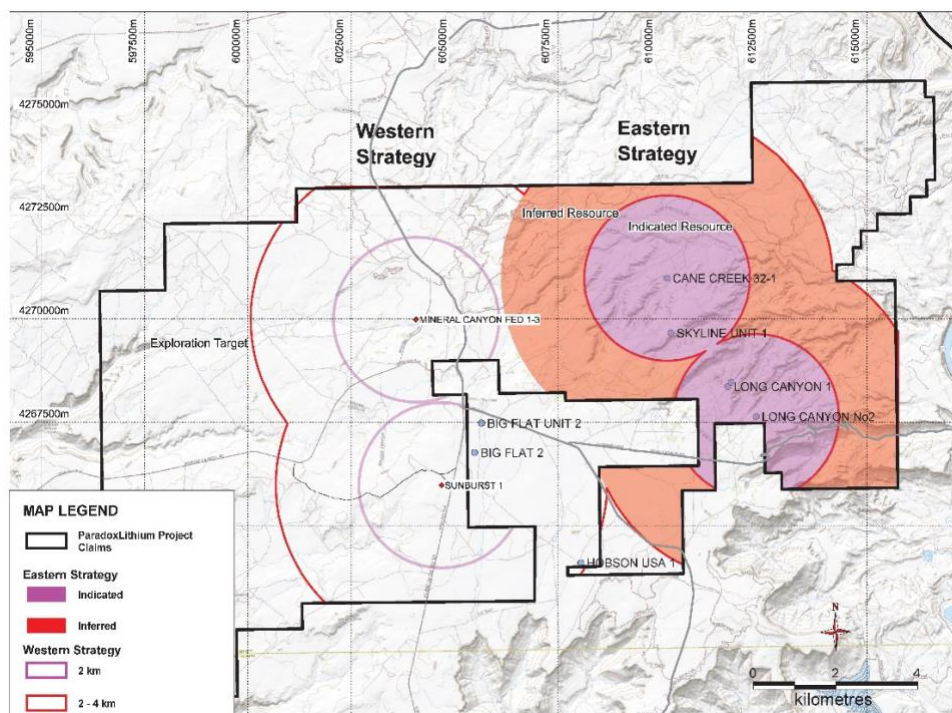 595000m
597500m
600000m
602500m
605000m
607500m
610000m
612500m
615000m
4275000m
4272500m
4270000m
4267500m
Western
Strategy
Eastern
Strategy
Inferred Resource
Indicated Resource
CANE CREEK 32-1
MINERAL CANYON FED 1-3
SKYLINE UNIT 1
Exploration Target
LONG CANYON 1
LONG CANYON No2
BIG FLAT UNIT 2
BIG FLAT 2
SUNBURST 1
HOBSON USA 1
MAP LEGEND
ParadoxLithium Project
Claims
Eastern Strategy
Indicated
Inferred
Western Strategy
2 km
2 - 4 km
N
0 2 4
kilometres